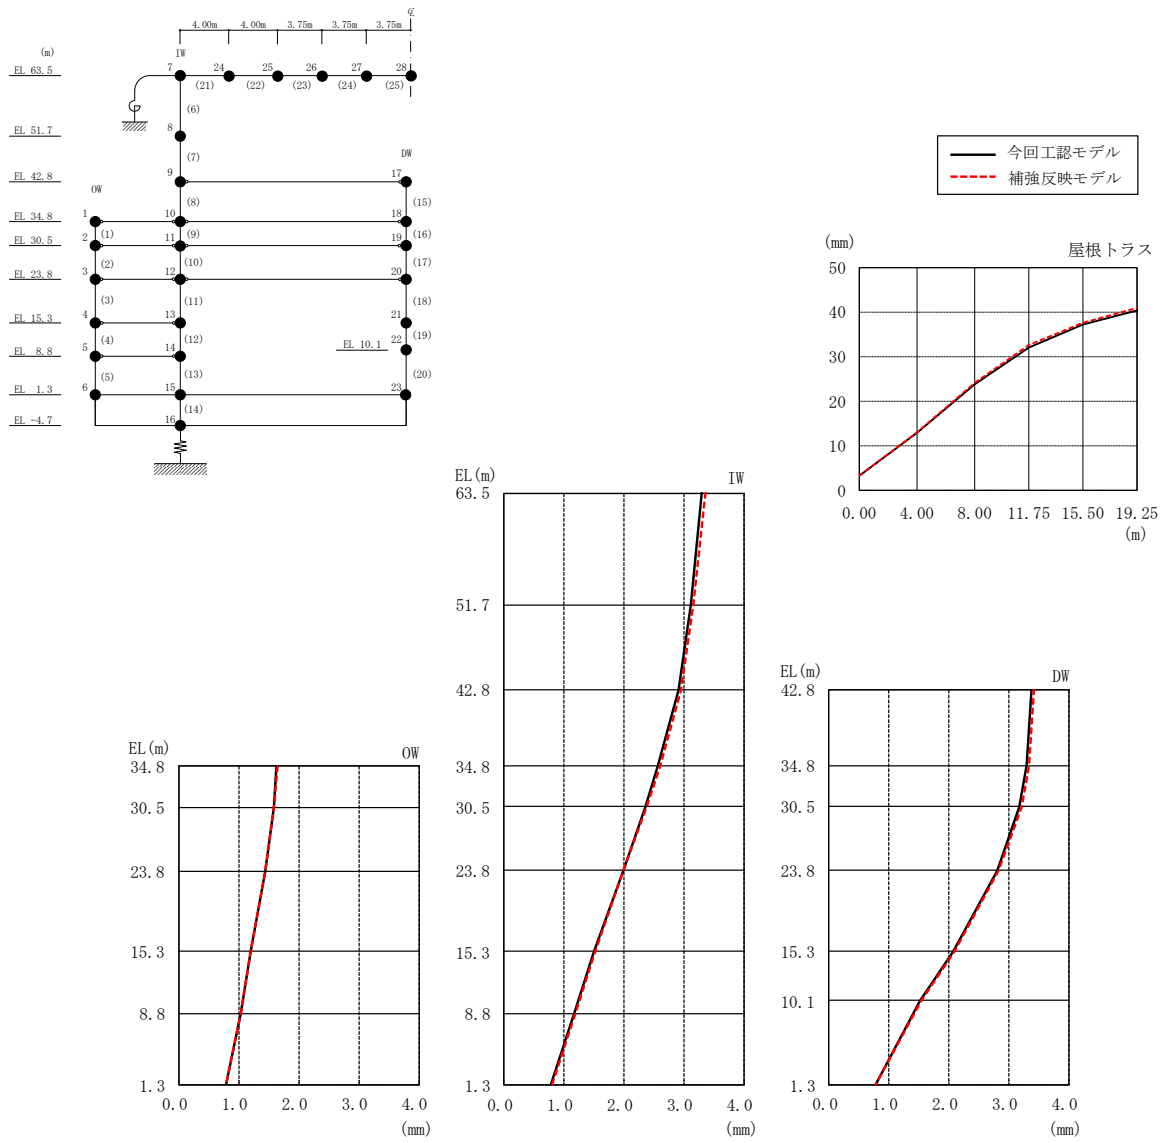 ℄
4.00m 4.00m 3.75m 3.75m 3.75m
(m)
IW
7 24 25 26 27 28
EL 63.5
(21) (22) (23) (24) (25)
(6)
8
EL 51.7
(7)
DW
9 17
EL 42.8
OW
(8) (15)
1 10 18
EL 34.8
(1) (9) (16)
2 11 19
EL 30.5
(2) (10) (17)
3 12 20
EL 23.8
(3) (11) (18)
4 13 21
EL 15.3
(4) (12) (19)
EL 10.1 22
5 14
EL 8.8
(5) (13) (20)
6 15 23
EL 1.3
(14)
16
EL -4.7
今回工認モデル
補強反映モデル
(mm)
屋根トラス
50
40
30
20
10
0
0.00 4.00 8.00 11.75 15.50 19.25
(m)
EL(m)
IW
63.5
51.7
42.8
34.8
30.5
23.8
15.3
8.8
1.3
0.0 1.0 2.0 3.0 4.0
(mm)
EL(m)
OW
34.8
30.5
23.8
15.3
8.8
1.3
0.0 1.0 2.0 3.0 4.0
(mm)
EL(m)
DW
42.8
34.8
30.5
23.8
15.3
10.1
1.3
0.0 1.0 2.0 3.0 4.0
(mm)